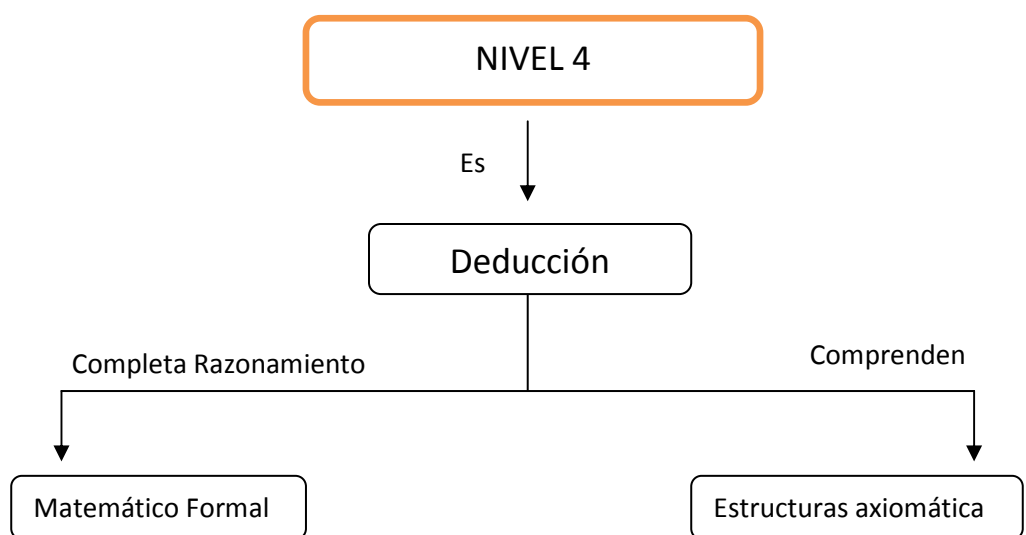 NIVEL 4
Es
Deducción
Completa Razonamiento
Comprenden
Matemático Formal
Estructuras axiomática